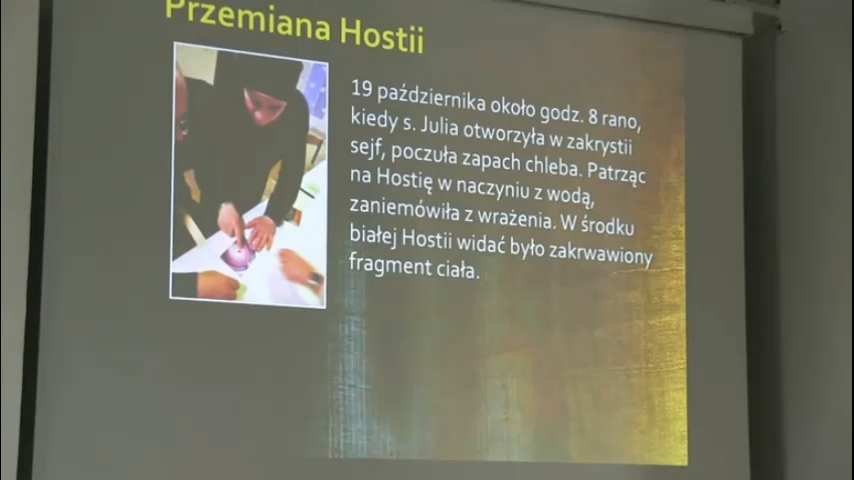 Przemiana Hostii
19 października około godz. 8 rano,
kiedy s. Julia otworzyła w zakrystii
sejf, poczuła zapach chleba. Patrząc
na Hostię w naczyniu z wodą,
zaniemówiła z wrażenia. W środku
białej Hostii widać było zakrwawiony
fragment ciała.